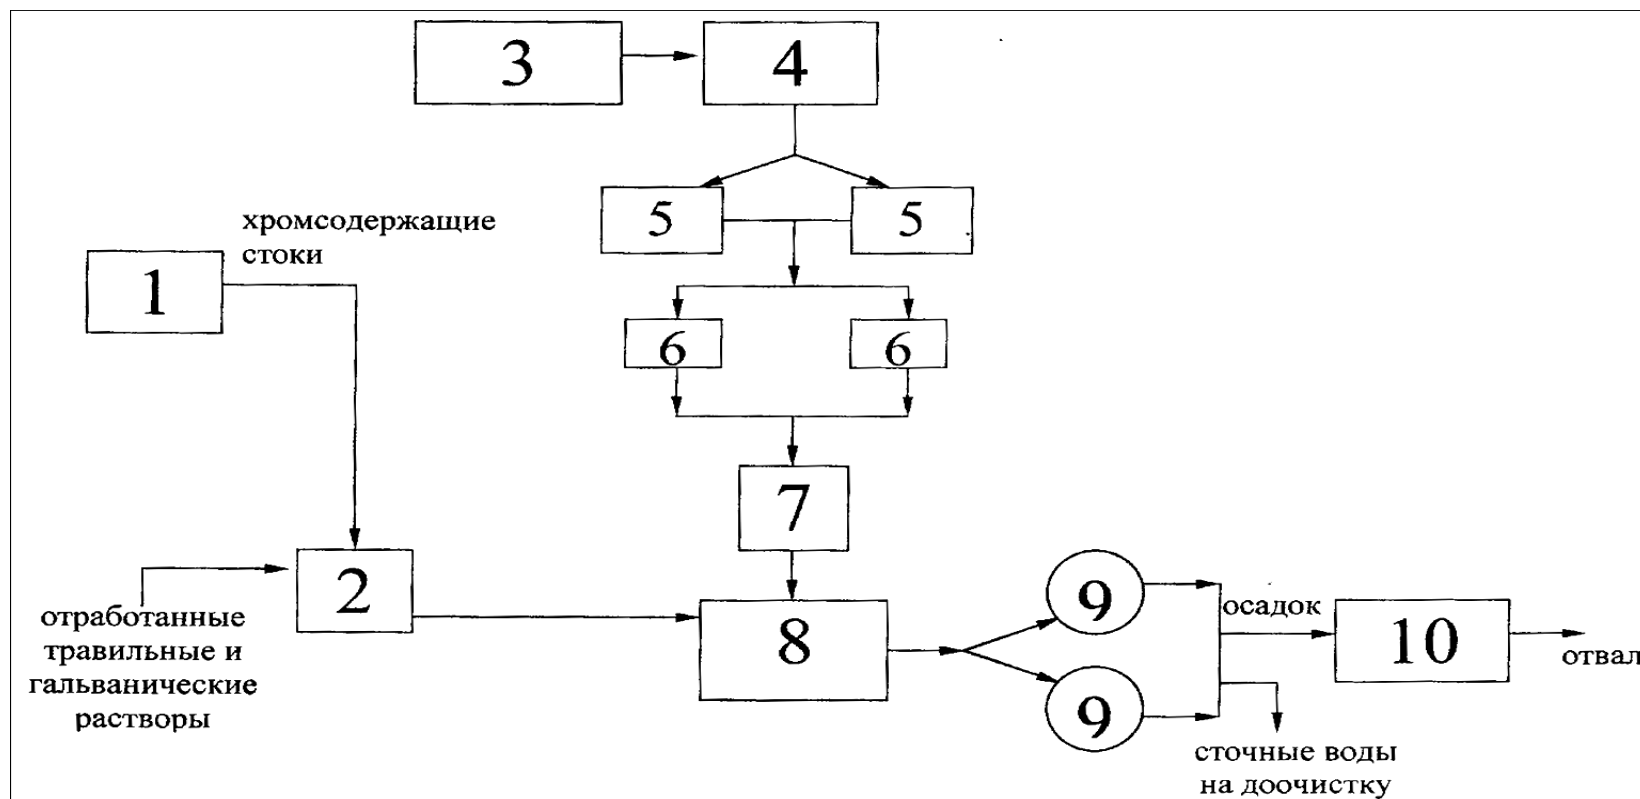 3
4
5
5
хромсодержащие
стоки
1
6
6
7
2
отработанные
травильные и
гальванические
растворы
8
9
9
осадок
10
отвал
сточные воды
на доочистку